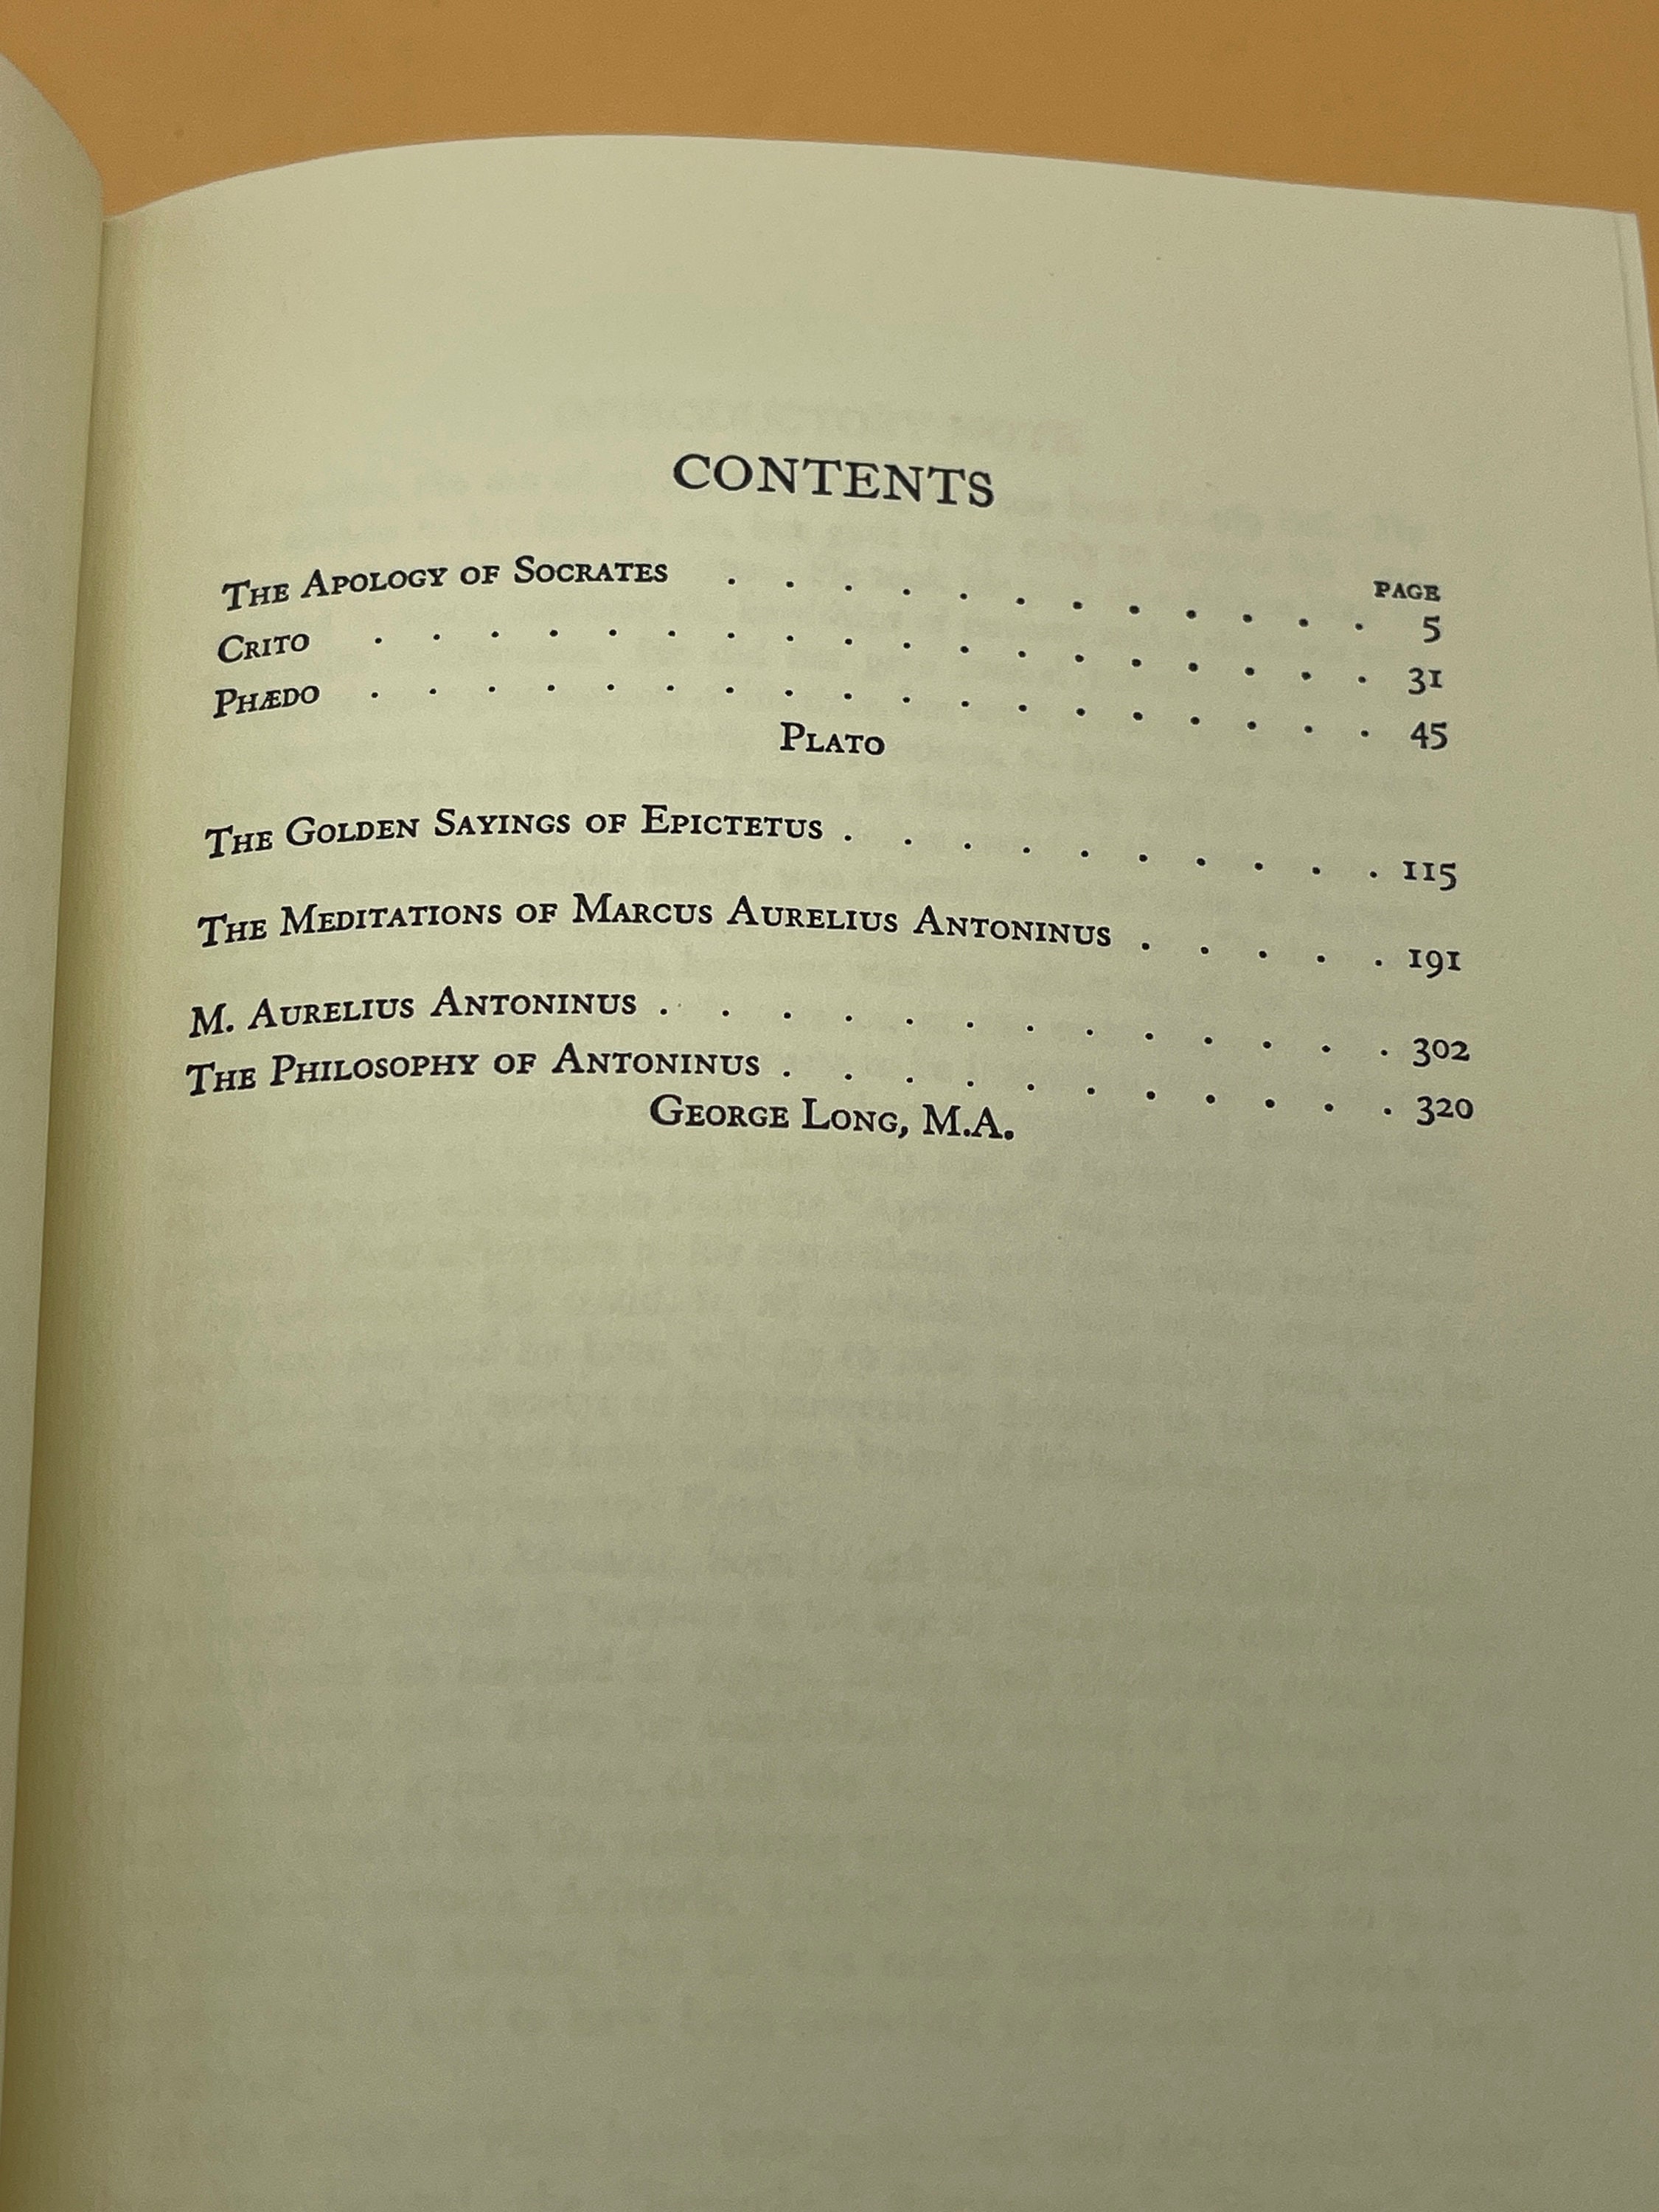 CONTENTS
PAGE
THE APOLOGY OF SOCRATES . . . . . . . . . . . . 5
CRITO . . . . . . . . . . . . . . . . . . 31
PHÆDO . . . . . . . . . . . . . . . . . . 45
PLATO
THE GOLDEN SAYINGS OF EPICTETUS . . . . . . . . . . 115
THE MEDITATIONS OF MARCUS AURELIUS ANTONINUS . . . . . 191
M. AURELIUS ANTONINUS . . . . . . . . . . . . . 302
THE PHILOSOPHY OF ANTONINUS . . . . . . . . . . . 320
GEORGE LONG, M.A.